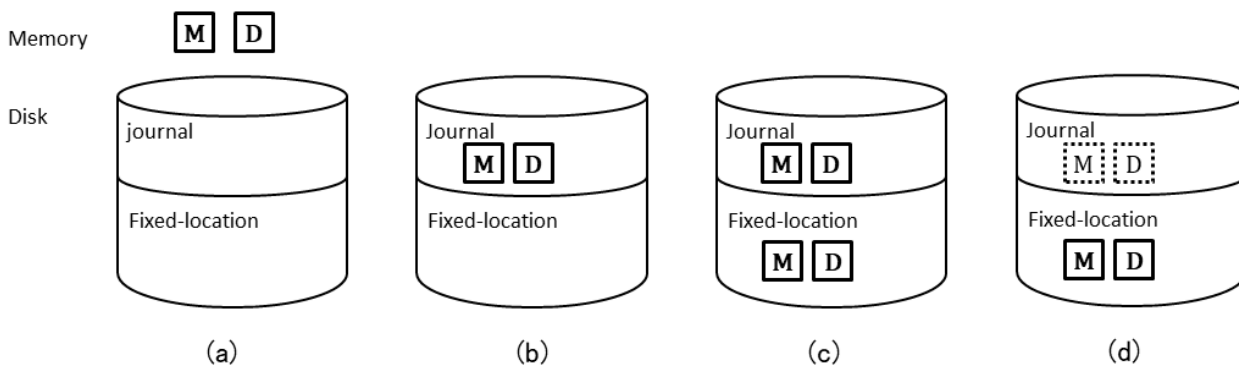 Memory
M D
Disk
journal
Fixed-location
Journal
M D
Fixed-location
Journal
M D
Fixed-location
M D
Journal
M D
Fixed-location
M D
(a)
(b)
(c)
(d)